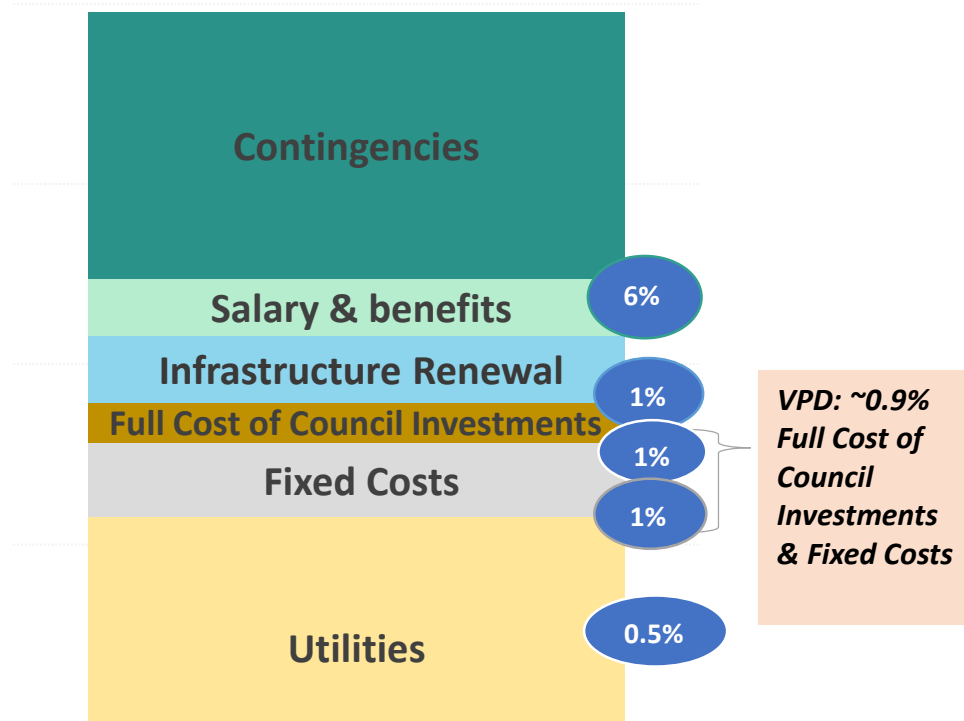 Contingencies
Salary & benefits
6%
Infrastructure Renewal
1%
Full Cost of Council Investments
1%
Fixed Costs
1%
Utilities
0.5%
VPD: ~0.9%
Full Cost of
Council
Investments
& Fixed Costs